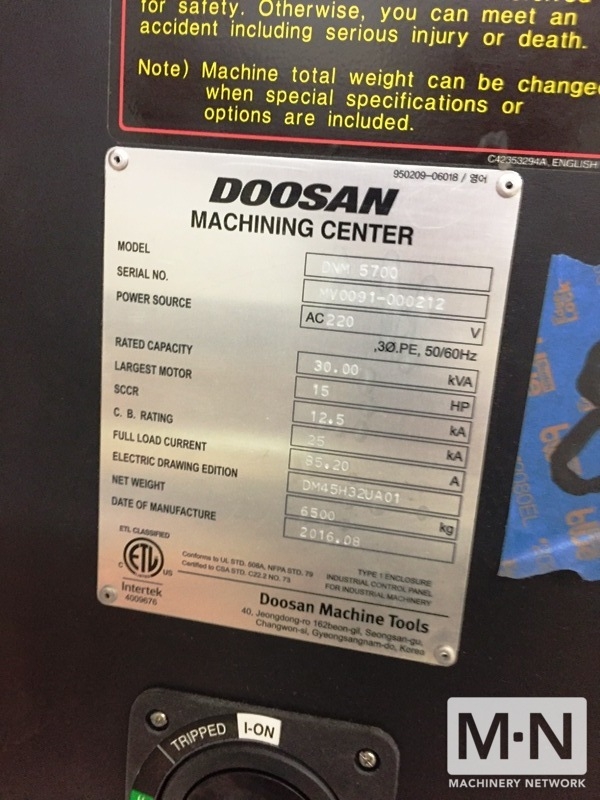 for safety. Otherwise, you can meet an
accident including serious injury or death.
Note) Machine total weight can be change
when special specifications or
options are included.
C42353294A, ENGLISH
950209-06018 / 영어
DOOSAN
MACHINING CENTER
MODEL DNM 5700
SERIAL NO. MV0091-000212
POWER SOURCE AC 220 V
,3Ø.PE, 50/60Hz
RATED CAPACITY 30.00 kVA
LARGEST MOTOR 15 HP
SCCR 12.5 kA
C. B. RATING 25 kA
FULL LOAD CURRENT 85.20 A
ELECTRIC DRAWING EDITION DM45H32UA01
NET WEIGHT 6500 kg
DATE OF MANUFACTURE 2016.08
ETL CLASSIFIED
ETL
C US
Intertek
4009676
Conforms to UL STD. 508A, NFPA STD. 79
Certified to CSA STD. C22.2 NO. 73
TYPE 1 ENCLOSURE
INDUSTRIAL CONTROL PANEL
FOR INDUSTRIAL MACHINERY
Doosan Machine Tools
40, Jeongdong-ro 162beon-gil, Seongsan-gu,
Changwon-si, Gyeongsangnam-do, Korea
TRIPPED I-ON
M·N
MACHINERY NETWORK